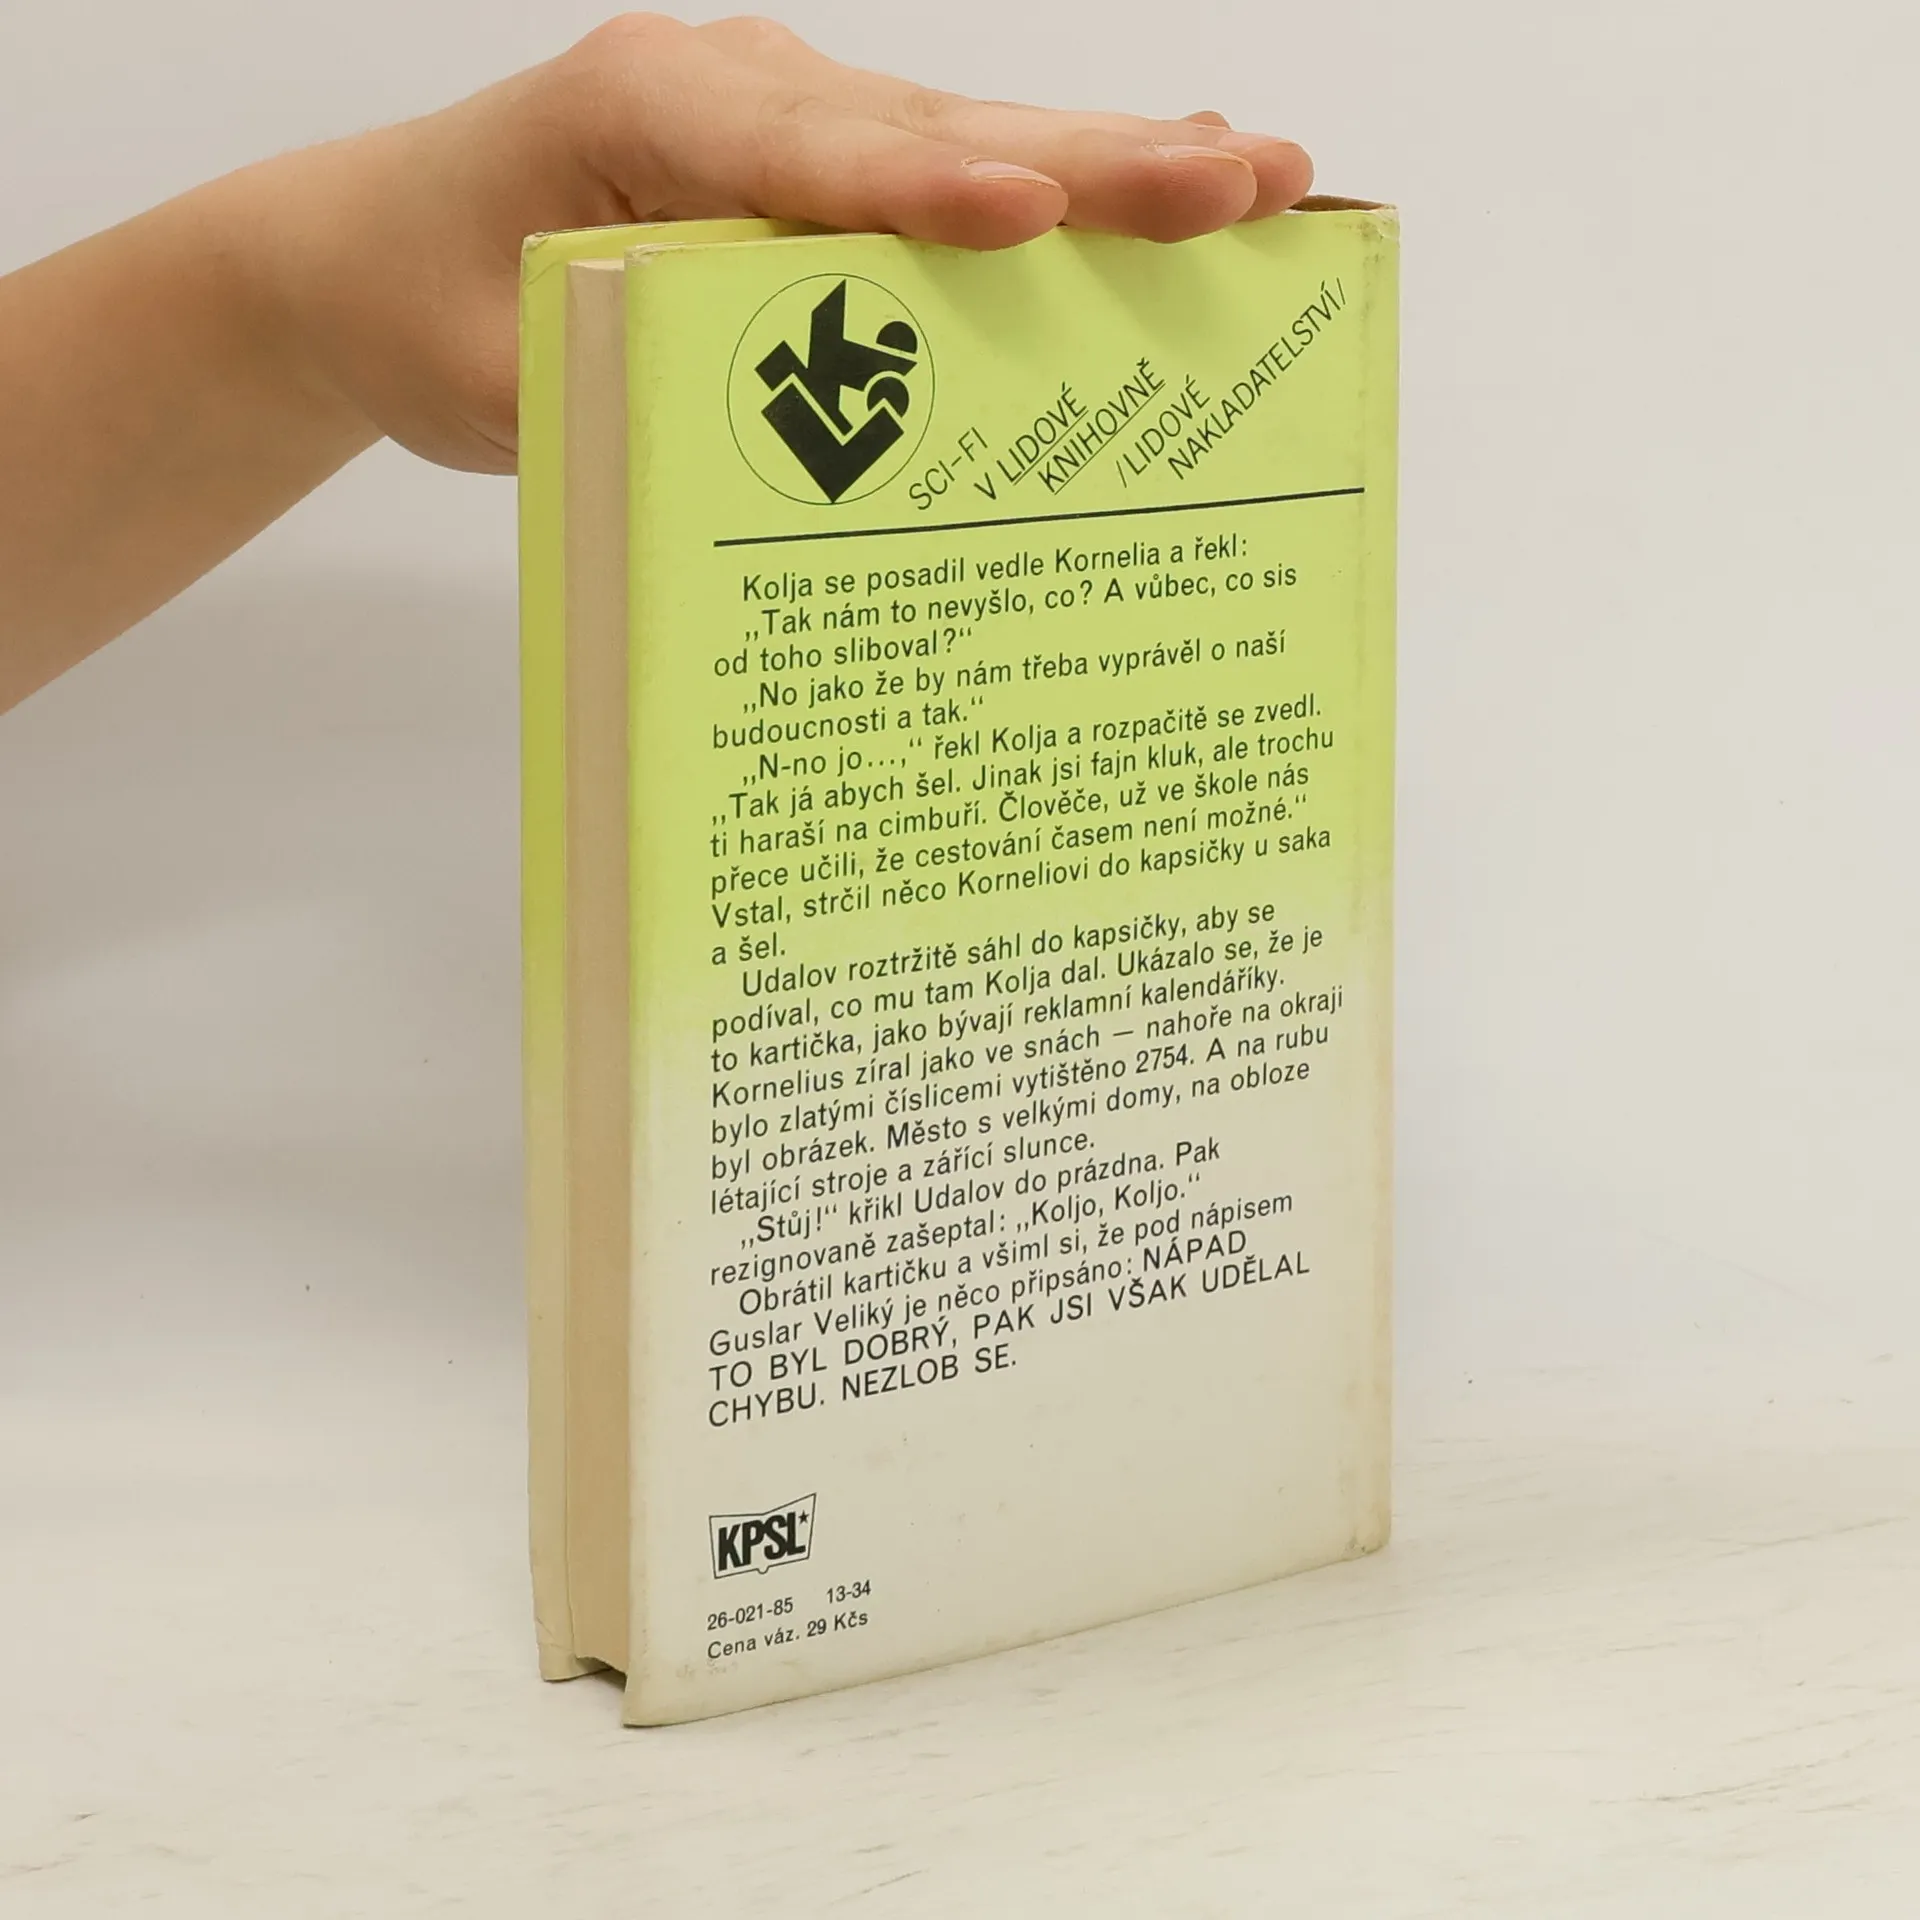 SCI-FI
V LIDOVÉ
KNIHOVNĚ
/LIDOVÉ
NAKLADATELSTVÍ/
Kolja se posadil vedle Kornelia a řekl:
„Tak nám to nevyšlo, co? A vůbec, co sis
od toho sliboval?“
„No jako že by nám třeba vyprávěl o naší
budoucnosti a tak.“
„N-no jo...,“ řekl Kolja a rozpačitě se zvedl.
„Tak já abych šel. Jinak jsi fajn kluk, ale trochu
ti haraší na cimbuří. Člověče, už ve škole nás
přece učili, že cestování časem není možné.“
Vstal, strčil něco Korneliovi do kapsičky u saka
a šel.
Udalov roztržitě sáhl do kapsičky, aby se
podíval, co mu tam Kolja dal. Ukázalo se, že je
to kartička, jako bývají reklamní kalendáříky.
Kornelius zíral jako ve snách — nahoře na okraji
bylo zlatými číslicemi vytištěno 2754. A na rubu
byl obrázek. Město s velkými domy, na obloze
létající stroje a zářící slunce.
„Stůj!“ křikl Udalov do prázdna. Pak
rezignovaně zašeptal: „Koljo, Koljo.“
Obrátil kartičku a všiml si, že pod nápisem
Guslar Veliký je něco připsáno: NÁPAD
TO BYL DOBRÝ, PAK JSI VŠAK UDĚLAL
CHYBU. NEZLOB SE.
KPSL
26-021-85 13-34
Cena váz. 29 Kčs